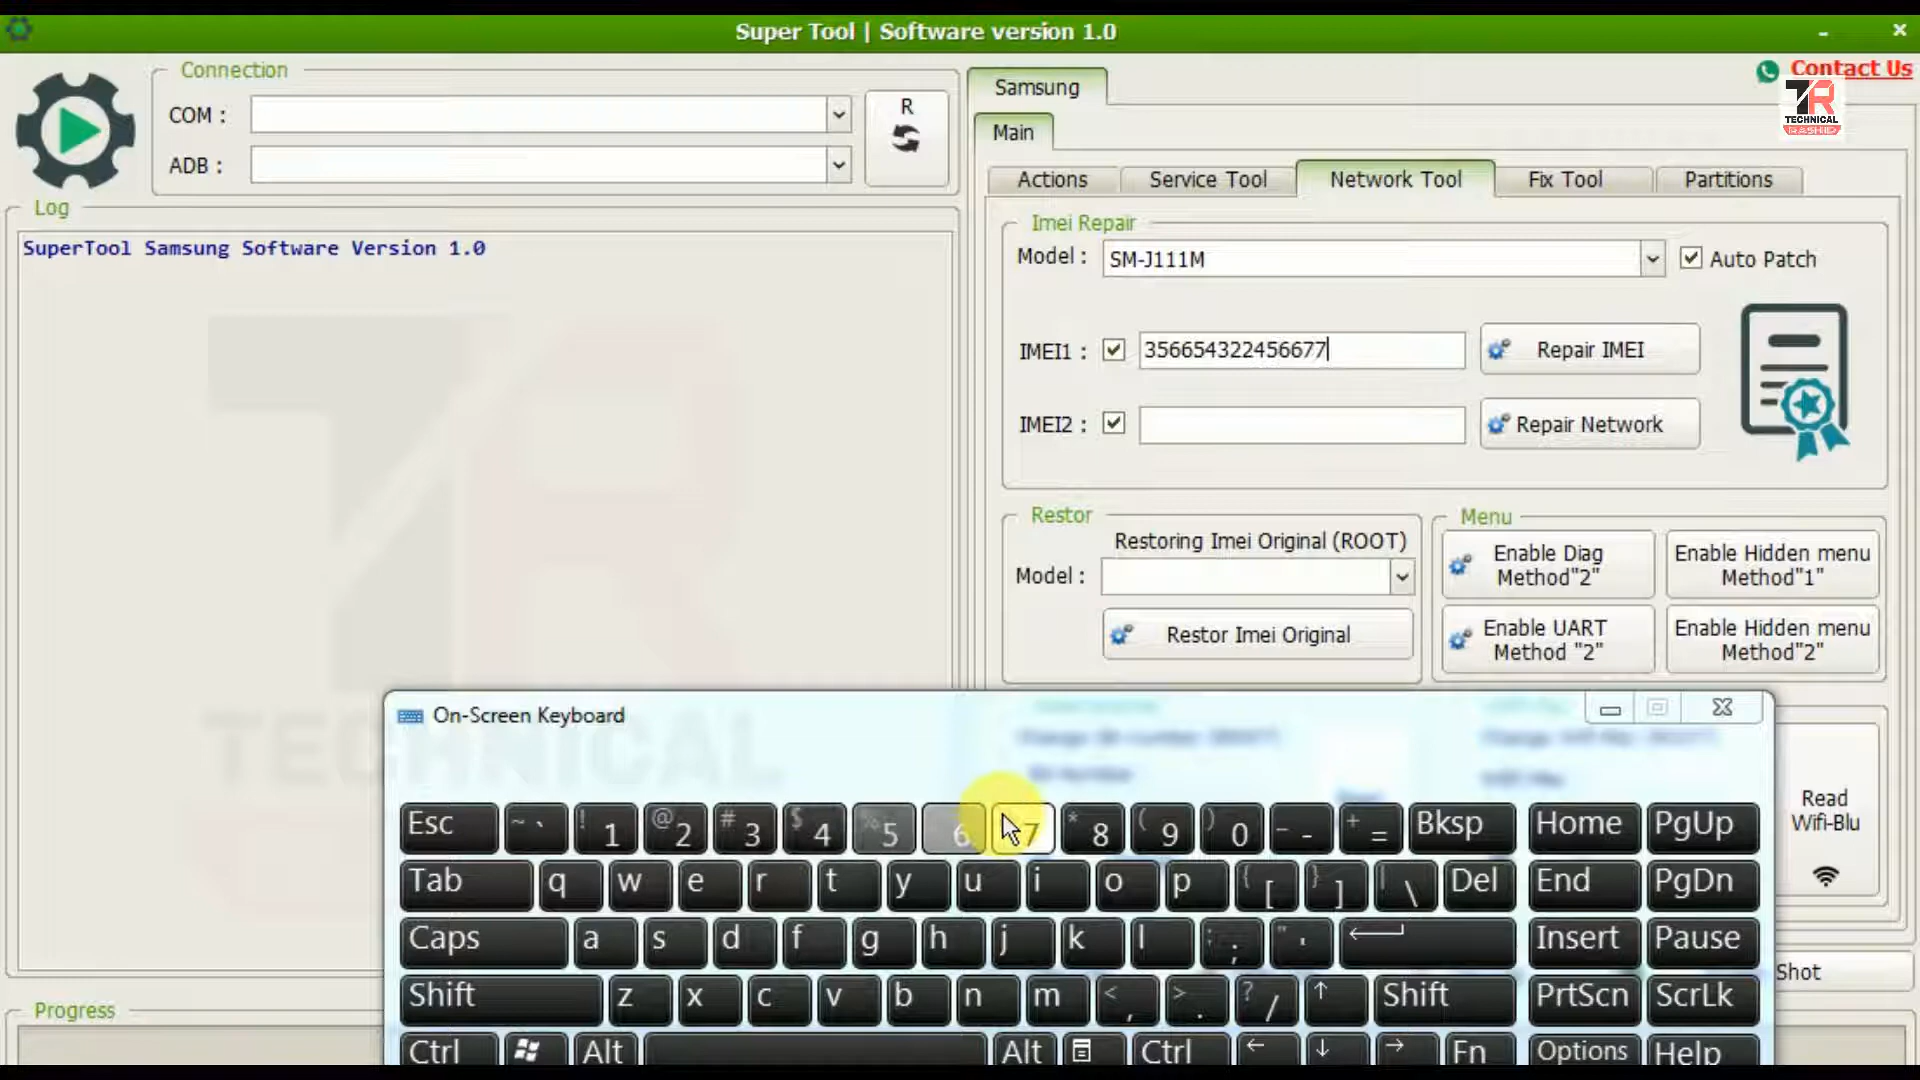 Super Tool | Software version 1.0
Contact Us
TR
TECHNICAL
RASHID
Connection
COM :
ADB :
R
Samsung
Main
Actions
Service Tool
Network Tool
Fix Tool
Partitions
Log
SuperTool Samsung Software Version 1.0
Imei Repair
Model :
SM-J111M
Auto Patch
IMEI1 :
356654322456677
Repair IMEI
IMEI2 :
Repair Network
Restor
Restoring Imei Original (ROOT)
Model :
Restor Imei Original
Menu
Enable Diag
Method"2"
Enable Hidden menu
Method"1"
Enable UART
Method "2"
Enable Hidden menu
Method"2"
TECHNICAL
On-Screen Keyboard
Read
Wifi-Blu
Shot
Progress
Esc ~ ` ! 1 @ 2 # 3 $ 4 % 5 6 7 * 8 ( 9 ) 0 _ - + = Bksp Home PgUp
Tab q w e r t y u i o p { [ } ] | \ Del End PgDn
Caps a s d f g h j k l : ; " ' Insert Pause
Shift z x c v b n m < , > . ? / ↑ Shift PrtScn ScrLk
Ctrl Alt Alt Ctrl ← ↓ → Fn Options Help